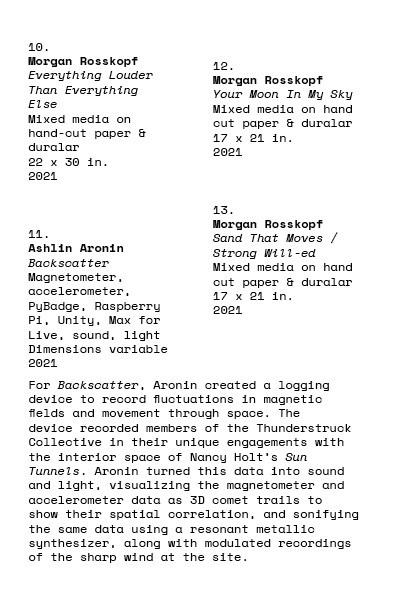 10.
Morgan Rosskopf
Everything Louder
Than Everything
Else
Mixed media on
hand-cut paper &
duralar
22 x 30 in.
2021
11.
Ashlin Aronin
Backscatter
Magnetometer,
accelerometer,
PyBadge, Raspberry
Pi, Unity, Max for
Live, sound, light
Dimensions variable
2021
12.
Morgan Rosskopf
Your Moon In My Sky
Mixed media on hand
cut paper & duralar
17 x 21 in.
2021
13.
Morgan Rosskopf
Sand That Moves /
Strong Will-ed
Mixed media on hand
cut paper & duralar
17 x 21 in.
2021
For Backscatter, Aronin created a logging
device to record fluctuations in magnetic
fields and movement through space. The
device recorded members of the Thunderstruck
Collective in their unique engagements with
the interior space of Nancy Holt's Sun
Tunnels. Aronin turned this data into sound
and light, visualizing the magnetometer and
accelerometer data as 3D comet trails to
show their spatial correlation, and sonifying
the same data using a resonant metallic
synthesizer, along with modulated recordings
of the sharp wind at the site.